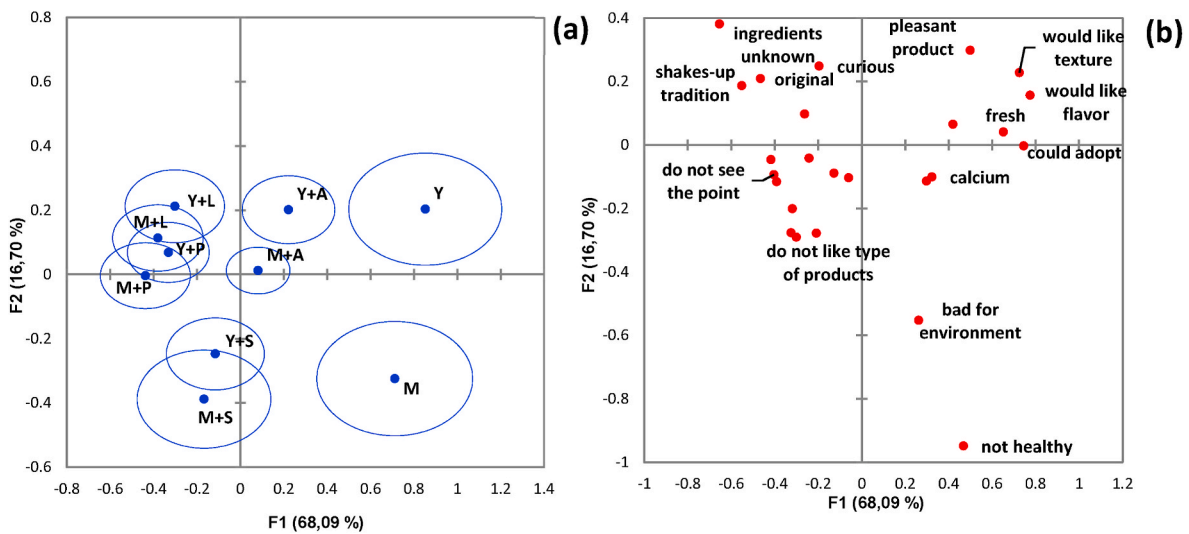 (a)
0.8
0.6
0.4
0.2
0
-0.2
-0.4
-0.6
F2 (16,70 %)
Y+L
M+L
Y+P
M+P
Y+A
Y
M+A
Y+S
M+S
M
-0.8 -0.6 -0.4 -0.2 0 0.2 0.4 0.6 0.8 1 1.2 1.4
F1 (68,09 %)
(b)
0.4
0.2
0
-0.2
-0.4
-0.6
-0.8
-1
F2 (16,70 %)
ingredients
unknown
original
curious
shakes-up
tradition
pleasant
product
would like
texture
would like
flavor
fresh
could adopt
do not see
the point
calcium
do not like type
of products
bad for
environment
not healthy
-1 -0.8 -0.6 -0.4 -0.2 0 0.2 0.4 0.6 0.8 1 1.2
F1 (68,09 %)